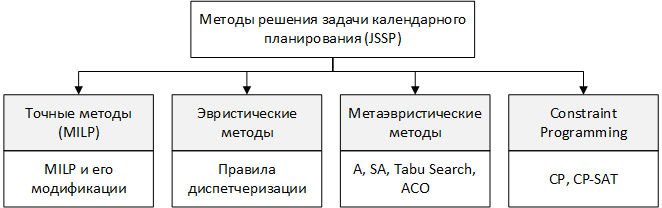 Методы решения задачи календарного
планирования (JSSP)
Точные методы
(MILP)
MILP и его
модификации
Эвристические
методы
Правила
диспетчеризации
Метаэвристические
методы
A, SA, Tabu Search,
ACO
Constraint
Programming
CP, CP-SAT